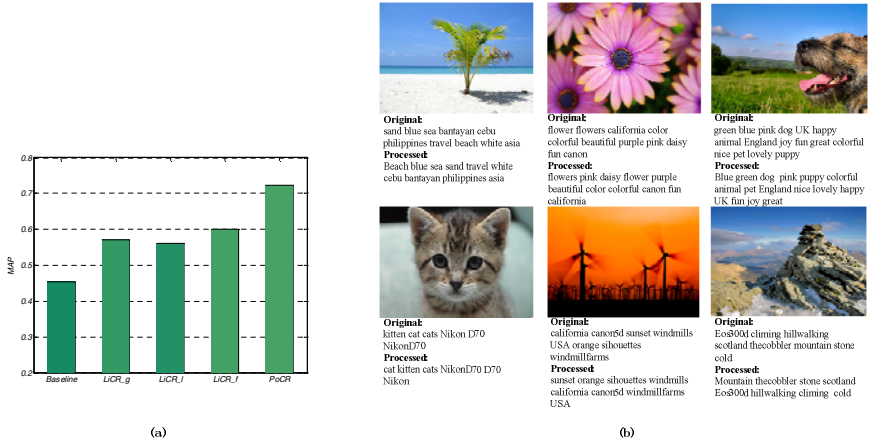 0.8
0.7
0.6
0.5
0.4
0.3
0.2
MAP
Baseline LiCR_g LiCR_l LiCR_f PoCR
(a)
Original:
sand blue sea bantayan cebu
philippines travel beach white asia
Processed:
Beach blue sea sand travel white
cebu bantayan philippines asia
Original:
flower flowers california color
colorful beautiful purple pink daisy
fun canon
Processed:
flowers pink daisy flower purple
beautiful color colorful canon fun
california
Original:
green blue pink dog UK happy
animal England joy fun great colorful
nice pet lovely puppy
Processed:
Blue green dog pink puppy colorful
animal pet England nice lovely happy
UK fun joy great
Original:
kitten cat cats Nikon D70
NikonD70
Processed:
cat kitten cats NikonD70 D70
Nikon
Original:
california canon5d sunset windmills
USA orange sihouettes
windmillfarms
Processed:
sunset orange sihouettes windmills
california canon5d windmillfarms
USA
Original:
Eos300d climing hillwalking
scotland thecobbler mountain stone
cold
Processed:
Mountain thecobbler stone scotland
Eos300d hillwalking climing cold
(b)